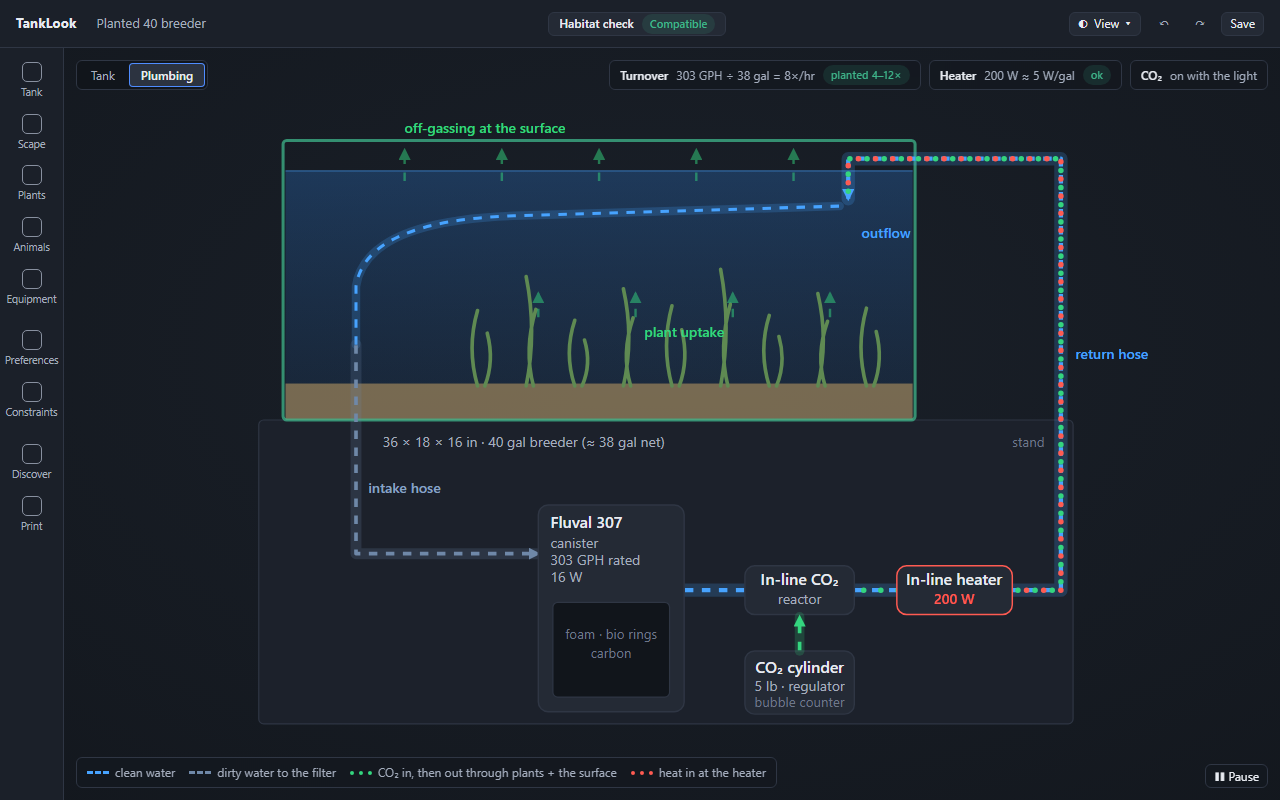 TankLook
Planted 40 breeder
Habitat check Compatible
View
Save
Tank
Scape
Plants
Animals
Equipment
Preferences
Constraints
Discover
Print
Tank Plumbing
Turnover 303 GPH ÷ 38 gal = 8×/hr planted 4–12×
Heater 200 W ≈ 5 W/gal ok
CO₂ on with the light
off-gassing at the surface
outflow
plant uptake
return hose
36 × 18 × 16 in · 40 gal breeder (≈ 38 gal net)
stand
intake hose
Fluval 307
canister
303 GPH rated
16 W
foam · bio rings
carbon
In-line CO₂
reactor
In-line heater
200 W
CO₂ cylinder
5 lb · regulator
bubble counter
clean water
dirty water to the filter
CO₂ in, then out through plants + the surface
heat in at the heater
Pause